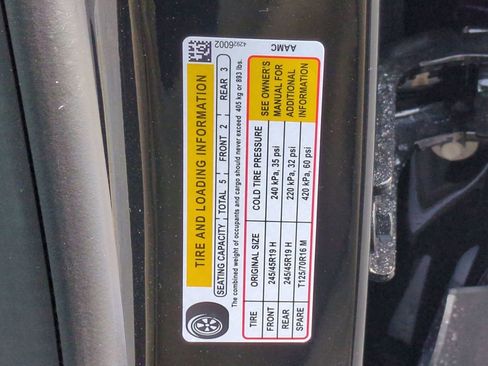 42926002
AAMC
TIRE AND LOADING INFORMATION
SEATING CAPACITY TOTAL 5 FRONT 2 REAR 3
The combined weight of occupants and cargo should never exceed 405 kg or 893 lbs.
TIRE ORIGINAL SIZE COLD TIRE PRESSURE
FRONT 245/45R19 H 240 kPa, 35 psi
REAR 245/45R19 H 220 kPa, 32 psi
SPARE T125/70R16 M 420 kPa, 60 psi
SEE OWNER'S
MANUAL FOR
ADDITIONAL
INFORMATION